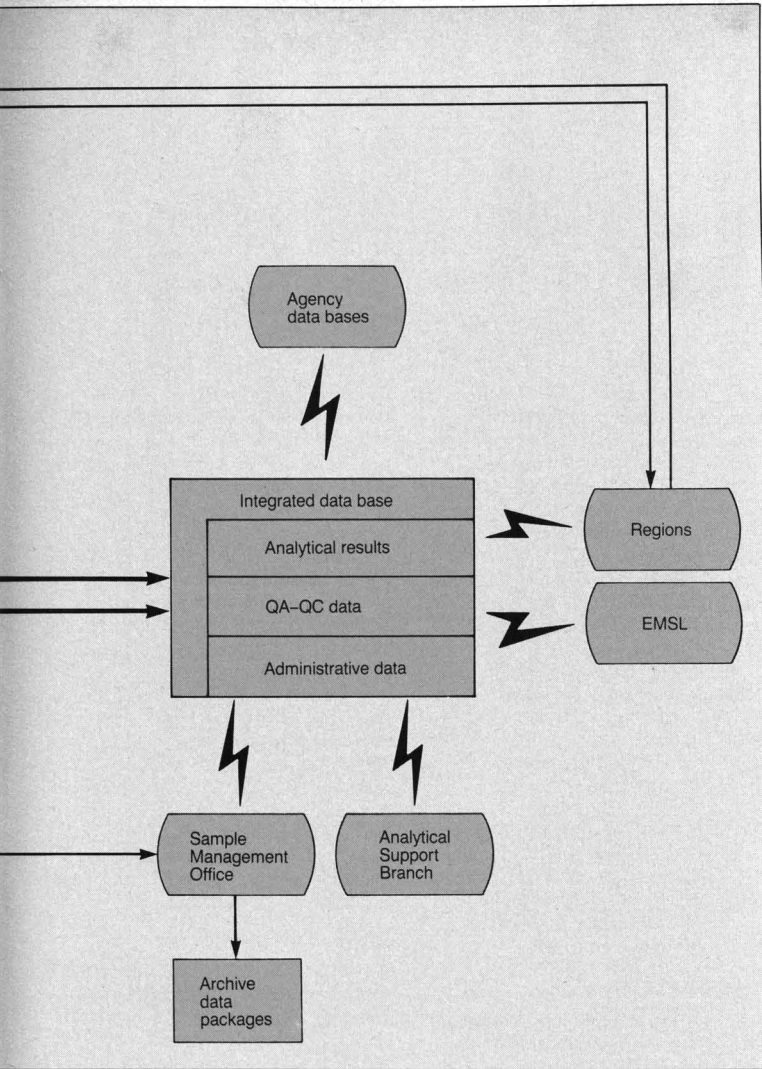 Agency
data bases
Integrated data base
Analytical results
Regions
QA–QC data
EMSL
Administrative data
Sample
Management
Office
Analytical
Support
Branch
Archive
data
packages